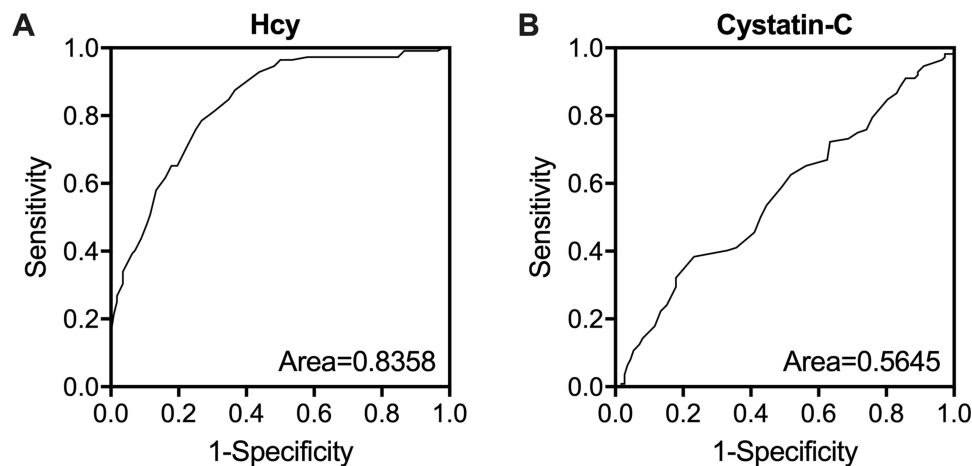 A
Hcy
1.0
0.8
0.6
0.4
0.2
0.0
Sensitivity
Area=0.8358
0.0 0.2 0.4 0.6 0.8 1.0
1-Specificity
B
Cystatin-C
1.0
0.8
0.6
0.4
0.2
0.0
Sensitivity
Area=0.5645
0.0 0.2 0.4 0.6 0.8 1.0
1-Specificity